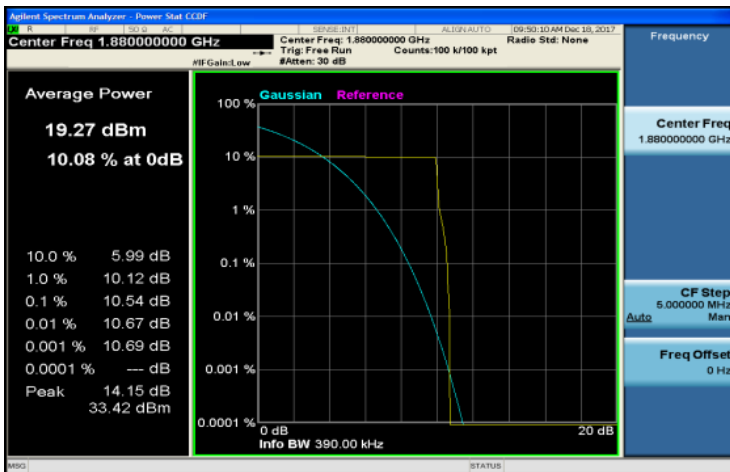 Agilent Spectrum Analyzer - Power Stat CCDF
R RF 50 Ω AC SENSE:INT ALIGN AUTO 09:50:10 AM Dec 18, 2017
Center Freq 1.880000000 GHz
Center Freq: 1.880000000 GHz Radio Std: None
Trig: Free Run Counts:100 k/100 kpt
#IFGain:Low #Atten: 30 dB
Frequency
Center Freq
1.880000000 GHz
CF Step
5.000000 MHz
Auto Man
Freq Offset
0 Hz
Average Power
19.27 dBm
10.08 % at 0dB
10.0 % 5.99 dB
1.0 % 10.12 dB
0.1 % 10.54 dB
0.01 % 10.67 dB
0.001 % 10.69 dB
0.0001 % --- dB
Peak 14.15 dB
33.42 dBm
Gaussian Reference
100 %
10 %
1 %
0.1 %
0.01 %
0.001 %
0.0001 %
0 dB 20 dB
Info BW 390.00 kHz
MSG STATUS